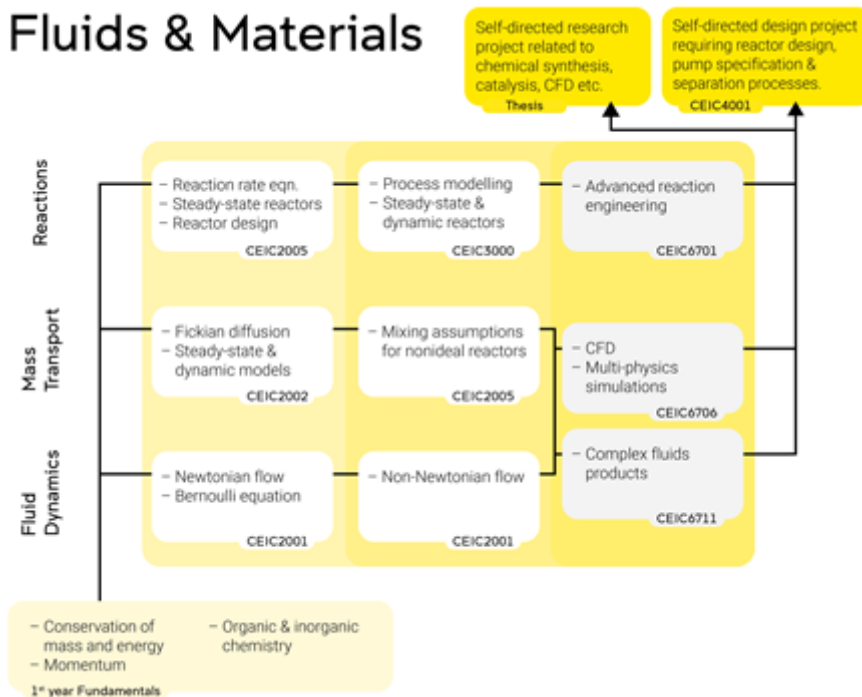 Fluids & Materials
Self-directed research
project related to
chemical synthesis,
catalysis, CFD etc.
Thesis
Self-directed design project
requiring reactor design,
pump specification &
separation processes.
CEIC4001
Reactions
– Reaction rate eqn.
– Steady-state reactors
– Reactor design
CEIC2005
– Process modelling
– Steady-state &
dynamic reactors
CEIC3000
– Advanced reaction
engineering
CEIC6701
Mass
Transport
– Fickian diffusion
– Steady-state &
dynamic models
CEIC2002
– Mixing assumptions
for nonideal reactors
CEIC2005
– CFD
– Multi-physics
simulations
CEIC6706
Fluid
Dynamics
– Newtonian flow
– Bernoulli equation
CEIC2001
– Non-Newtonian flow
CEIC2001
– Complex fluids
products
CEIC6711
– Conservation of
mass and energy
– Momentum
– Organic & inorganic
chemistry
1st year Fundamentals